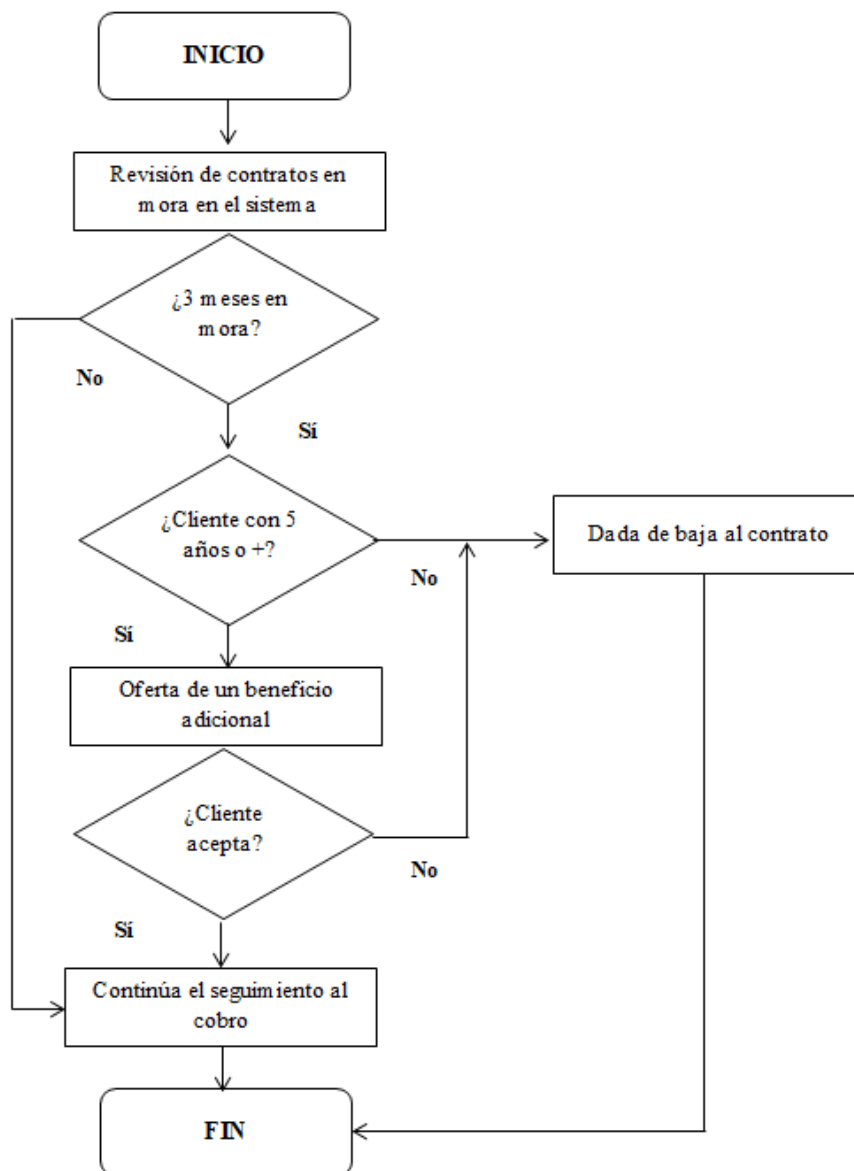 INICIO
Revisión de contratos en
mora en el sistema
¿3 meses en
mora?
No
Sí
¿Cliente con 5
años o +?
Dada de baja al contrato
No
Sí
Oferta de un beneficio
adicional
¿Cliente
acepta?
No
Sí
Continúa el seguimiento al
cobro
FIN